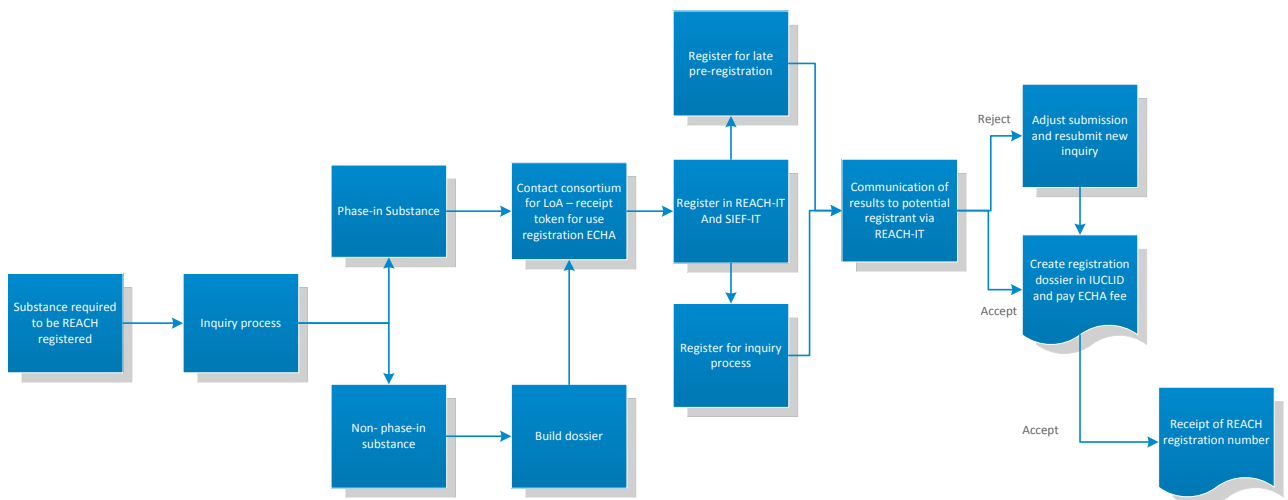 Substance required
to be REACH
registered
Inquiry process
Phase-in Substance
Non- phase-in
substance
Build dossier
Contact consortium
for LoA – receipt
token for use
registration ECHA
Register in REACH-IT
And SIEF-IT
Register for late
pre-registration
Register for inquiry
process
Communication of
results to potential
registrant via
REACH-IT
Reject
Adjust submission
and resubmit new
inquiry
Accept
Create registration
dossier in IUCLID
and pay ECHA fee
Accept
Receipt of REACH
registration number